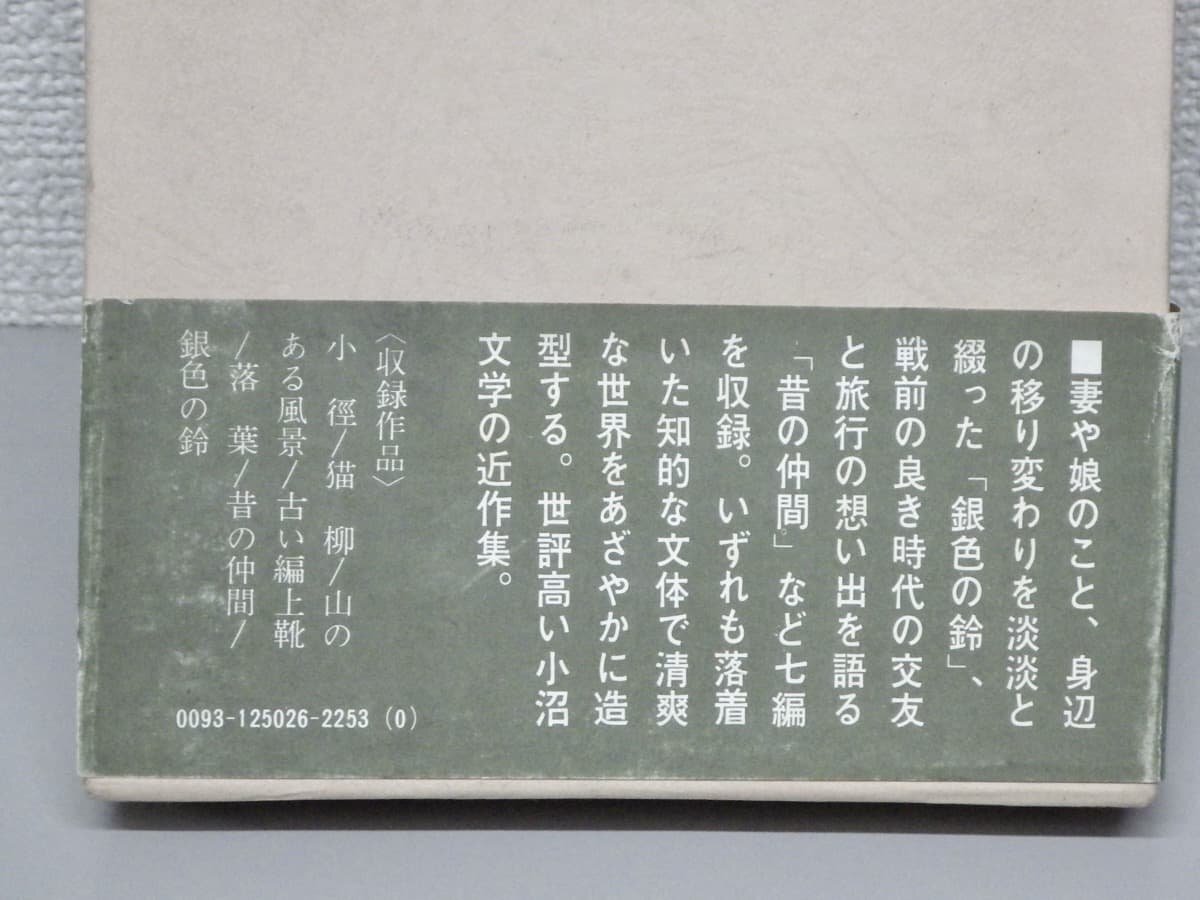 ■妻や娘のこと、身辺
の移り変わりを淡淡と
綴った「銀色の鈴」、
戦前の良き時代の交友
と旅行の想い出を語る
「昔の仲間」など七編
を収録。いずれも落着
いた知的な文体で清爽
な世界をあざやかに造
型する。世評高い小沼
文学の近作集。
〈収録作品〉
小　徑/猫　柳/山の
ある風景/古い編上靴
/落　葉/昔の仲間/
銀色の鈴
0093-125026-2253 (0)